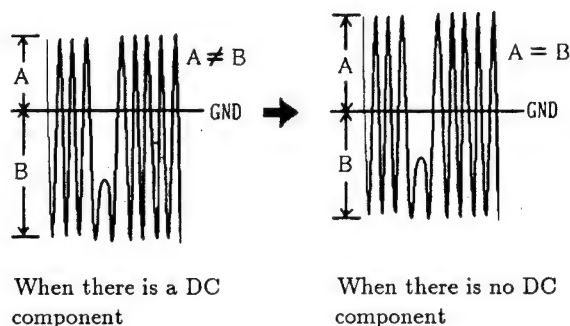 A ≠ B
A
GND
B
When there is a DC
component
A = B
A
GND
B
When there is no DC
component